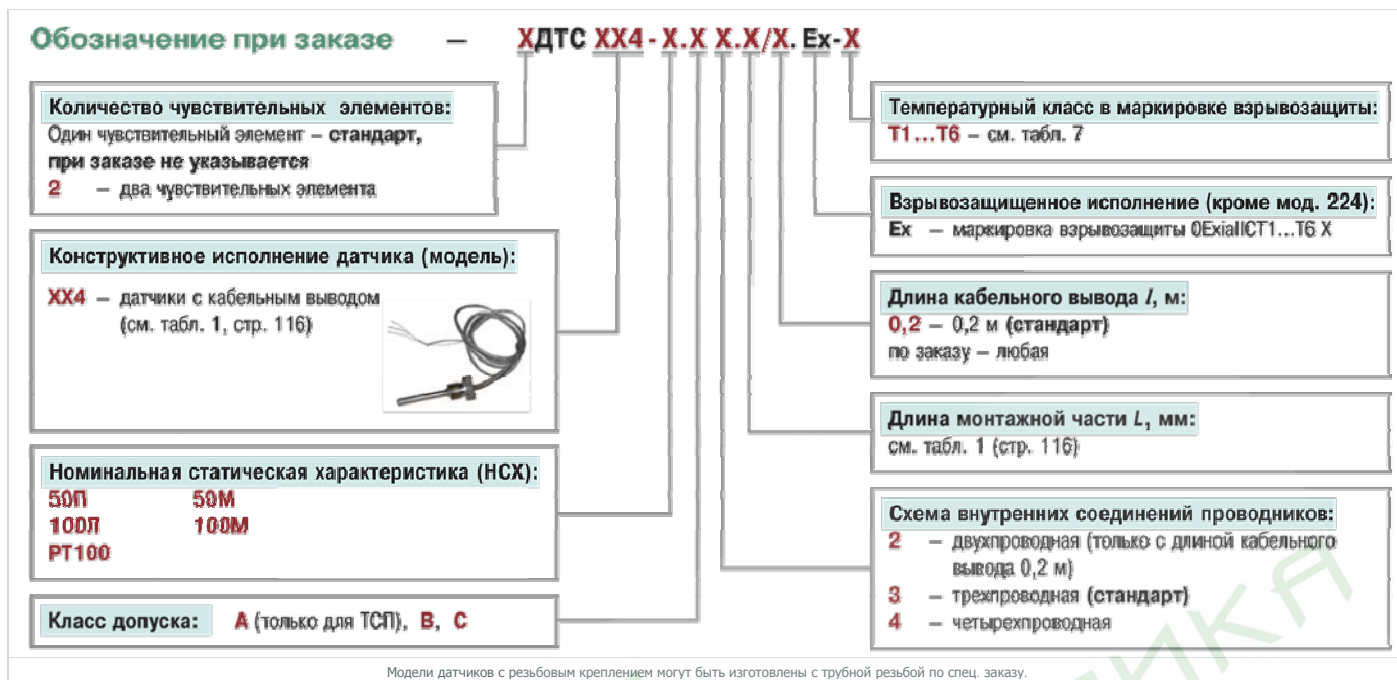 Обозначение при заказе – ХДТС ХХ4 - Х.Х Х.Х/Х. Ех-Х
Количество чувствительных элементов:
Один чувствительный элемент – стандарт,
при заказе не указывается
2 – два чувствительных элемента
Конструктивное исполнение датчика (модель):
ХХ4 – датчики с кабельным выводом
(см. табл. 1, стр. 116)
Номинальная статическая характеристика (НСХ):
50П 50М
100П 100М
РТ100
Класс допуска: А (только для ТСП), В, С
Температурный класс в маркировке взрывозащиты:
Т1...Т6 – см. табл. 7
Взрывозащищенное исполнение (кроме мод. 224):
Ех – маркировка взрывозащиты 0ExiaIICT1...T6 X
Длина кабельного вывода l, м:
0,2 – 0,2 м (стандарт)
по заказу – любая
Длина монтажной части L, мм:
см. табл. 1 (стр. 116)
Схема внутренних соединений проводников:
2 – двухпроводная (только с длиной кабельного
вывода 0,2 м)
3 – трехпроводная (стандарт)
4 – четырехпроводная
Модели датчиков с резьбовым креплением могут быть изготовлены с трубной резьбой по спец. заказу.